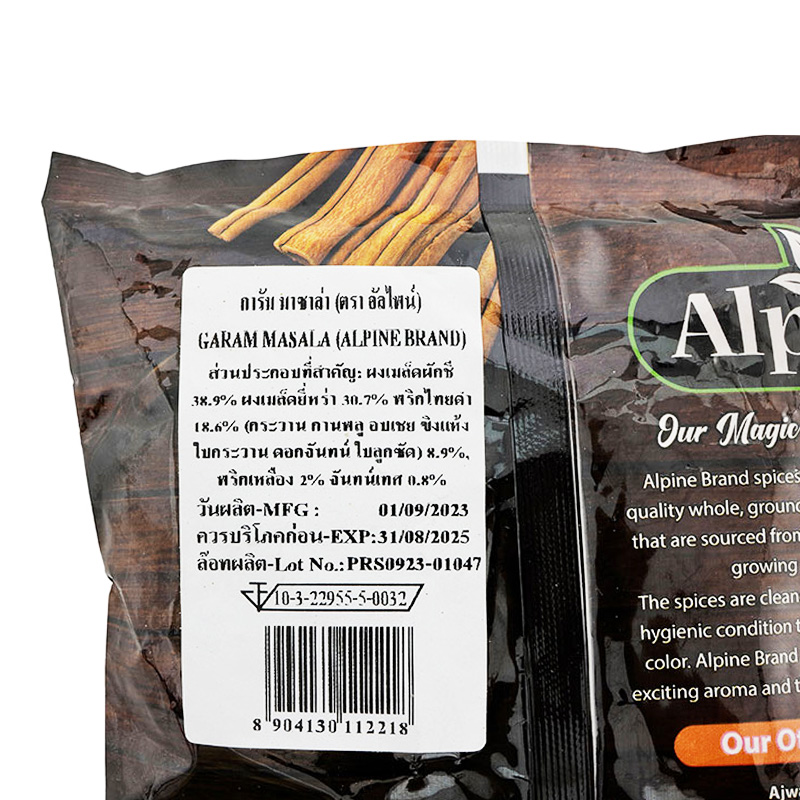 การัม มาซาล่า (ตรา อัลไพน์)
GARAM MASALA (ALPINE BRAND)
ส่วนประกอบที่สำคัญ: ผงเมล็ดผักชี
38.9% ผงเมล็ดยี่หร่า 30.7% พริกไทยดำ
18.6% (กระวาน กานพลู อบเชย ขิงแห้ง
ใบกระวาน ดอกจันทน์ ใบลูกซัด) 8.9%,
พริกเหลือง 2% จันทน์เทศ 0.8%
วันผลิต-MFG : 01/09/2023
ควรบริโภคก่อน-EXP:31/08/2025
ล๊อทผลิต-Lot No.:PRS0923-01047
10-3-22955-5-0032
8 904130 112218
Alp
Our Magic
Alpine Brand spices
quality whole, ground
that are sourced from
growing
The spices are clean
hygienic condition t
color. Alpine Brand
exciting aroma and t
Our Ot
Ajwa